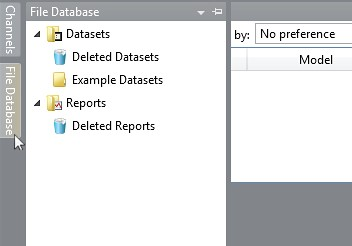 Channels
File Database
File Database
Datasets
Deleted Datasets
Example Datasets
Reports
Deleted Reports
by: No preference
Model